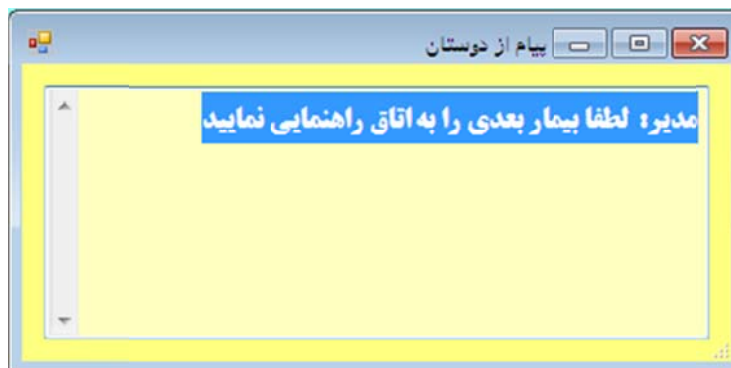 پیام از دوستان
مدیر: لطفا بیمار بعدی را به اتاق راهنمایی نمایید